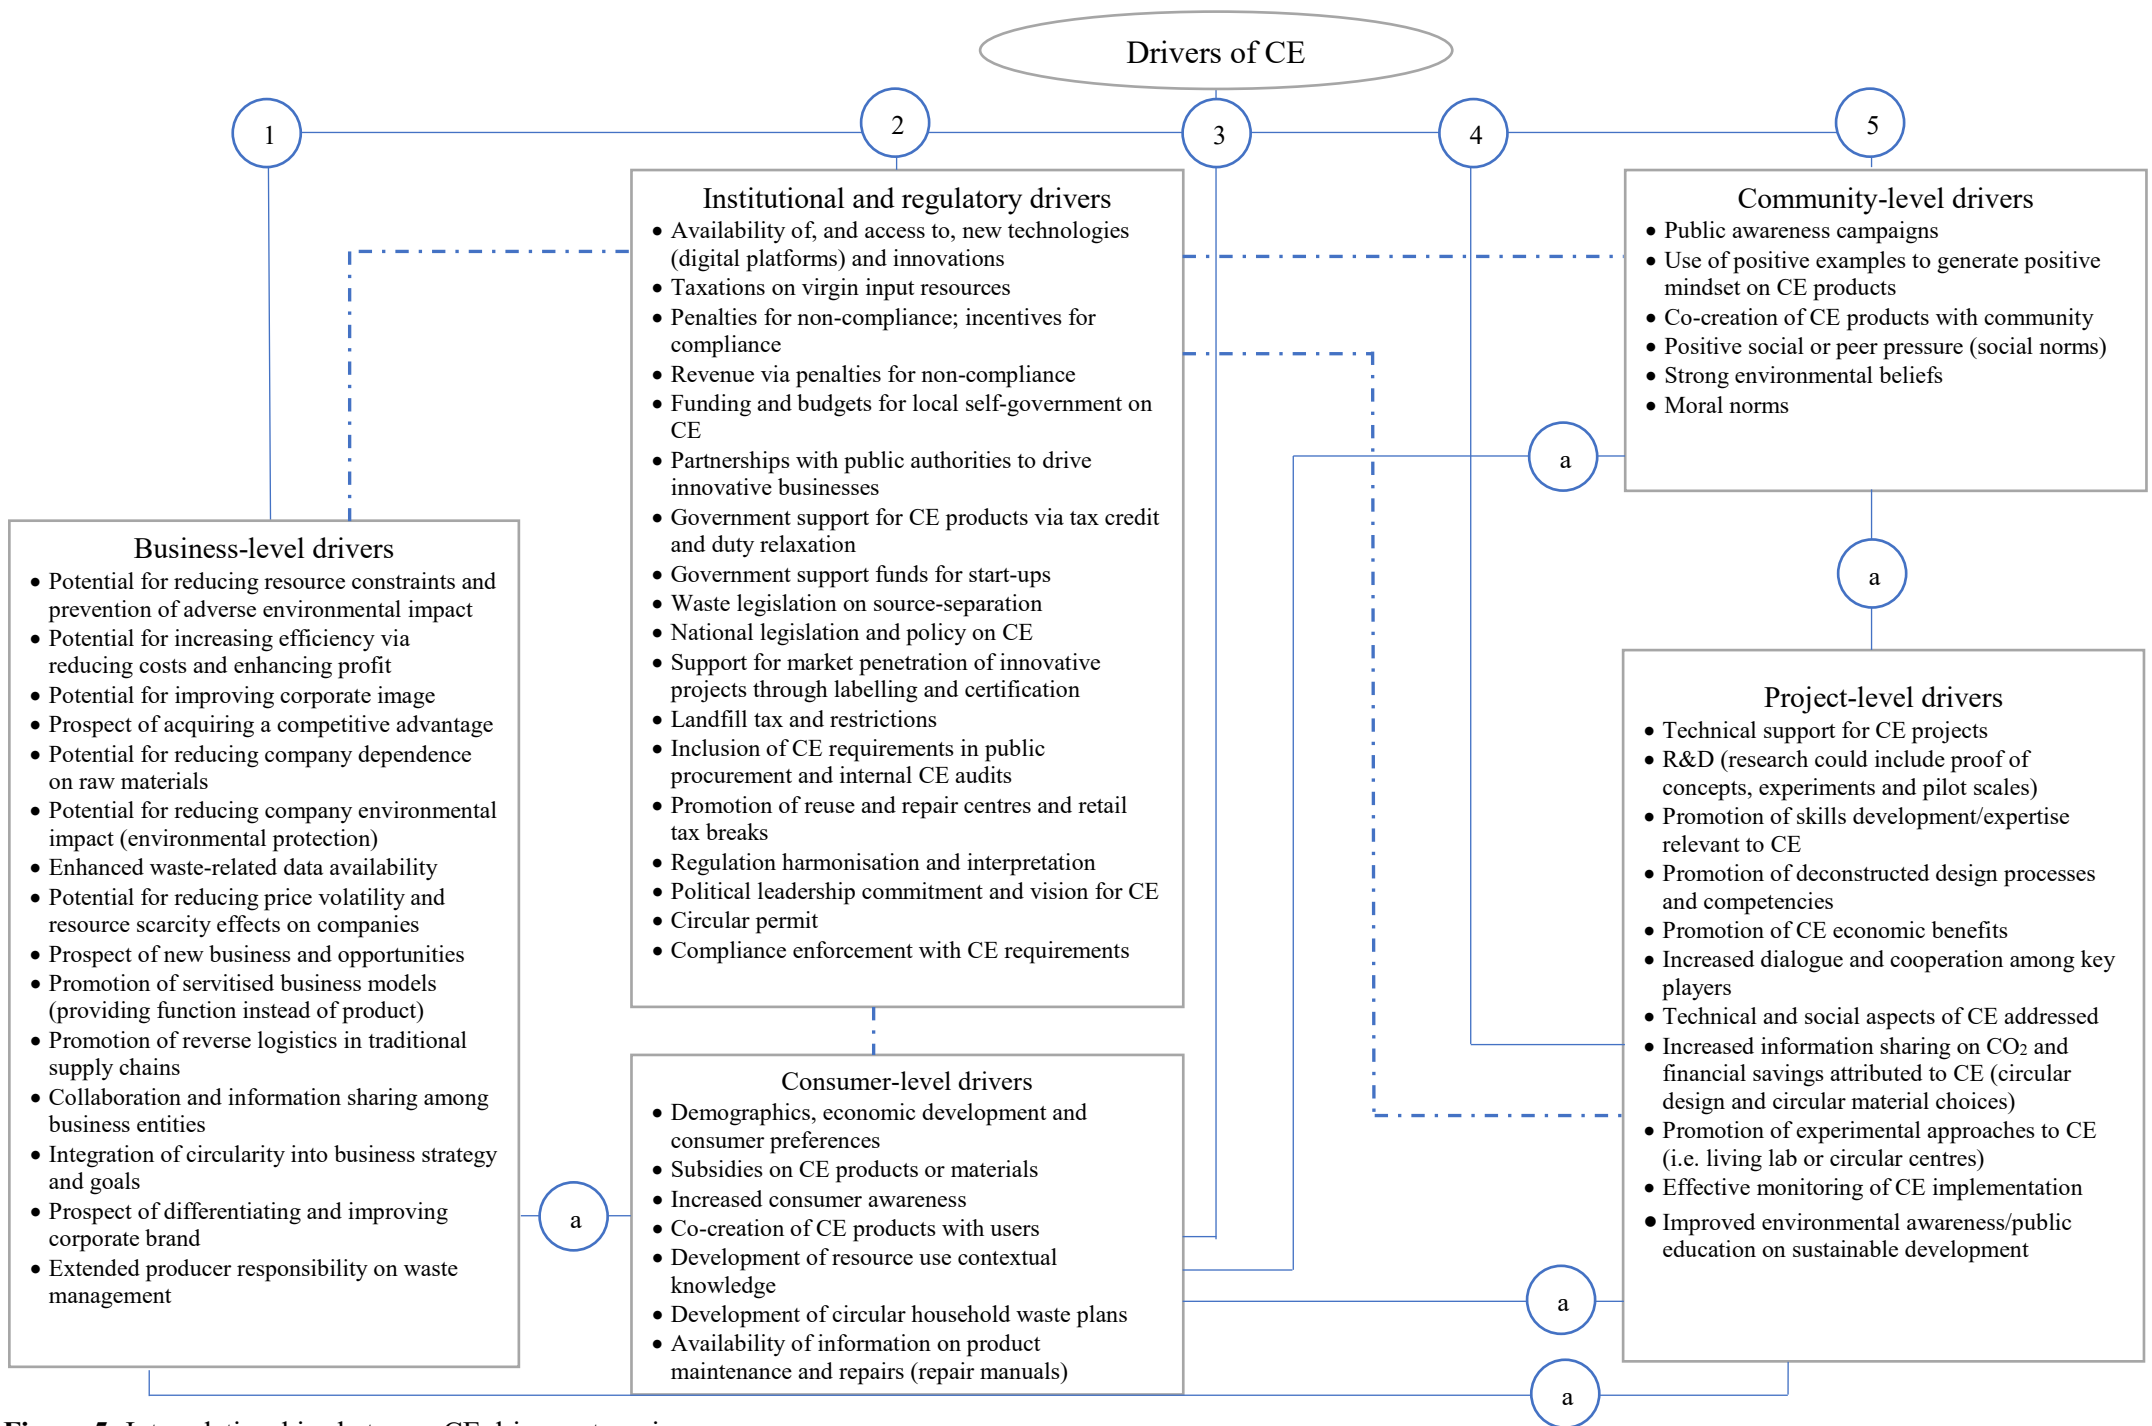 Drivers of CE
1
2
3
4
5
Institutional and regulatory drivers
• Availability of, and access to, new technologies
(digital platforms) and innovations
• Taxations on virgin input resources
• Penalties for non-compliance; incentives for
compliance
• Revenue via penalties for non-compliance
• Funding and budgets for local self-government on
CE
• Partnerships with public authorities to drive
innovative businesses
• Government support for CE products via tax credit
and duty relaxation
• Government support funds for start-ups
• Waste legislation on source-separation
• National legislation and policy on CE
• Support for market penetration of innovative
projects through labelling and certification
• Landfill tax and restrictions
• Inclusion of CE requirements in public
procurement and internal CE audits
• Promotion of reuse and repair centres and retail
tax breaks
• Regulation harmonisation and interpretation
• Political leadership commitment and vision for CE
• Circular permit
• Compliance enforcement with CE requirements
Community-level drivers
• Public awareness campaigns
• Use of positive examples to generate positive
mindset on CE products
• Co-creation of CE products with community
• Positive social or peer pressure (social norms)
• Strong environmental beliefs
• Moral norms
a
a
Business-level drivers
• Potential for reducing resource constraints and
prevention of adverse environmental impact
• Potential for increasing efficiency via
reducing costs and enhancing profit
• Potential for improving corporate image
• Prospect of acquiring a competitive advantage
• Potential for reducing company dependence
on raw materials
• Potential for reducing company environmental
impact (environmental protection)
• Enhanced waste-related data availability
• Potential for reducing price volatility and
resource scarcity effects on companies
• Prospect of new business and opportunities
• Promotion of servitised business models
(providing function instead of product)
• Promotion of reverse logistics in traditional
supply chains
• Collaboration and information sharing among
business entities
• Integration of circularity into business strategy
and goals
• Prospect of differentiating and improving
corporate brand
• Extended producer responsibility on waste
management
a
Consumer-level drivers
• Demographics, economic development and
consumer preferences
• Subsidies on CE products or materials
• Increased consumer awareness
• Co-creation of CE products with users
• Development of resource use contextual
knowledge
• Development of circular household waste plans
• Availability of information on product
maintenance and repairs (repair manuals)
Project-level drivers
• Technical support for CE projects
• R&D (research could include proof of
concepts, experiments and pilot scales)
• Promotion of skills development/expertise
relevant to CE
• Promotion of deconstructed design processes
and competencies
• Promotion of CE economic benefits
• Increased dialogue and cooperation among key
players
• Technical and social aspects of CE addressed
• Increased information sharing on CO₂ and
financial savings attributed to CE (circular
design and circular material choices)
• Promotion of experimental approaches to CE
(i.e. living lab or circular centres)
• Effective monitoring of CE implementation
• Improved environmental awareness/public
education on sustainable development
a
a